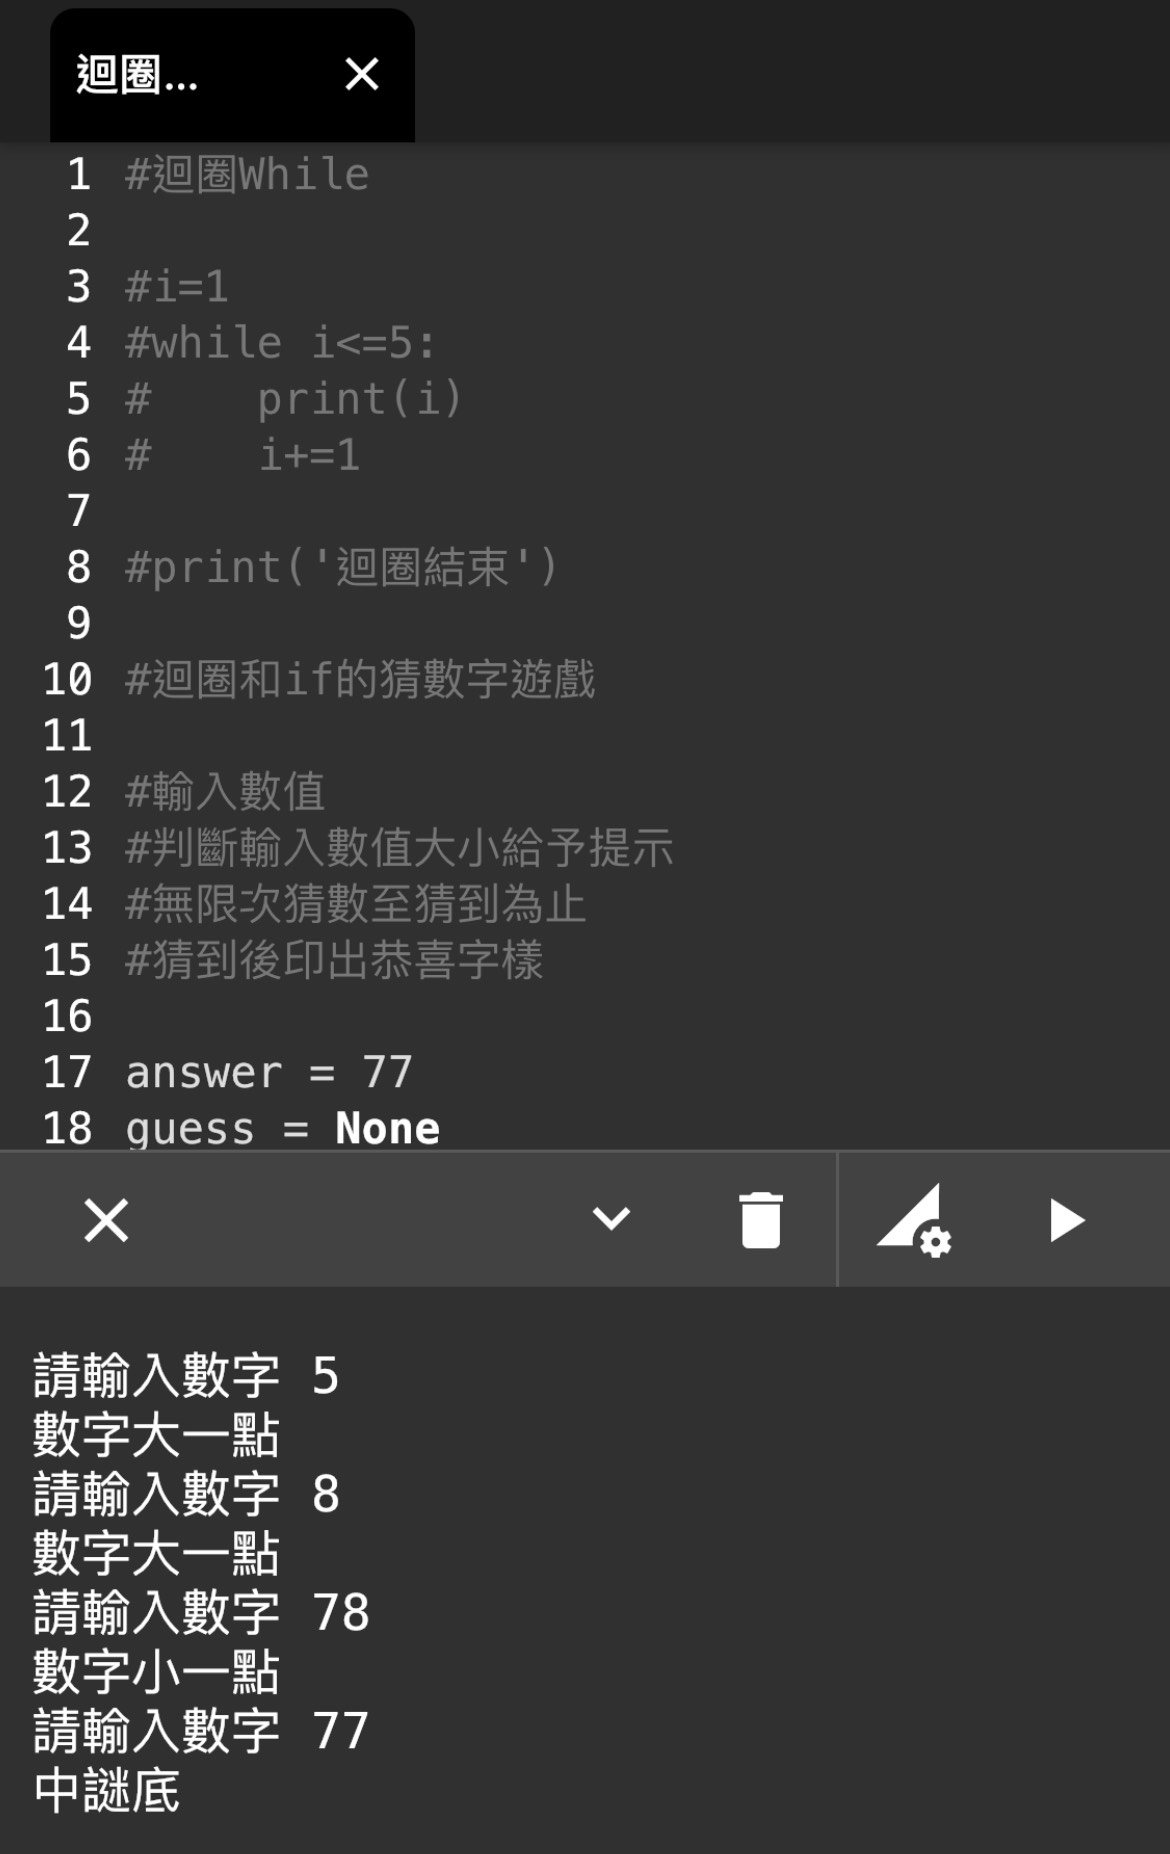 迴圈...
1 #迴圈While
2
3 #i=1
4 #while i<=5:
5 #    print(i)
6 #    i+=1
7
8 #print('迴圈結束')
9
10 #迴圈和if的猜數字遊戲
11
12 #輸入數值
13 #判斷輸入數值大小給予提示
14 #無限次猜數至猜到為止
15 #猜到後印出恭喜字樣
16
17 answer = 77
18 guess = None
請輸入數字 5
數字大一點
請輸入數字 8
數字大一點
請輸入數字 78
數字小一點
請輸入數字 77
中謎底